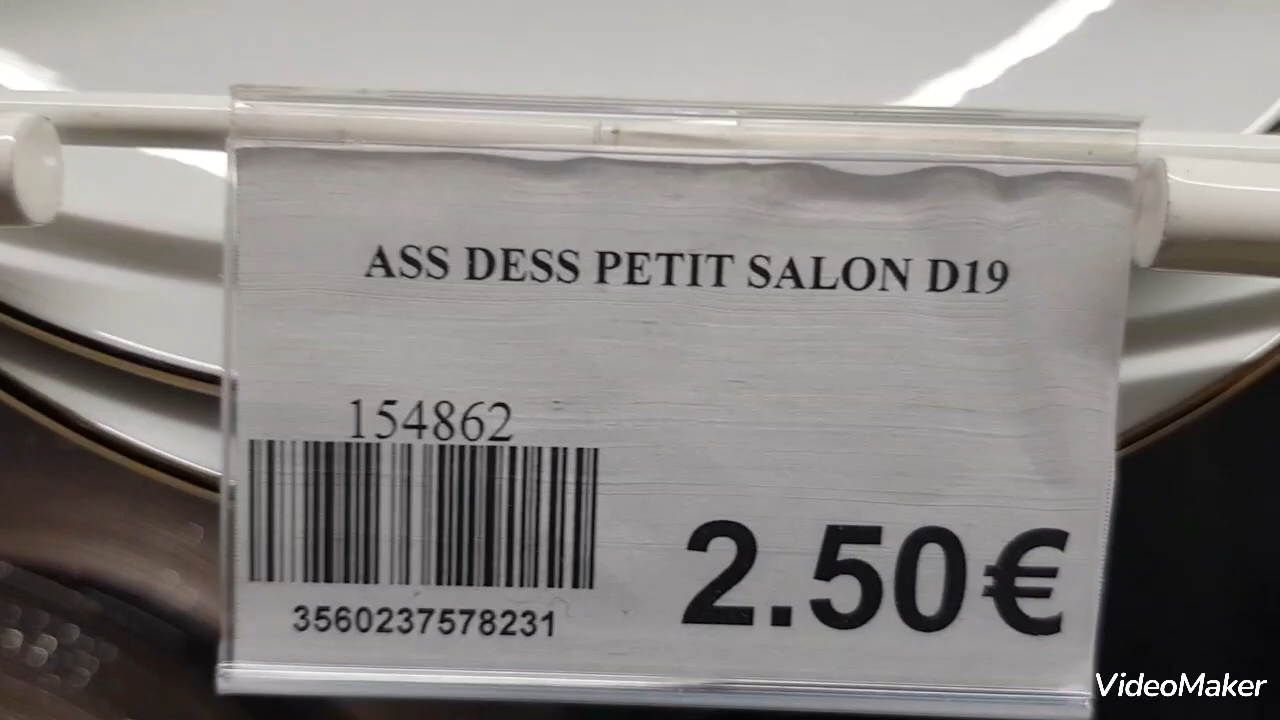 ASS DESS PETIT SALON D19
154862
2.50€
3560237578231
VideoMaker